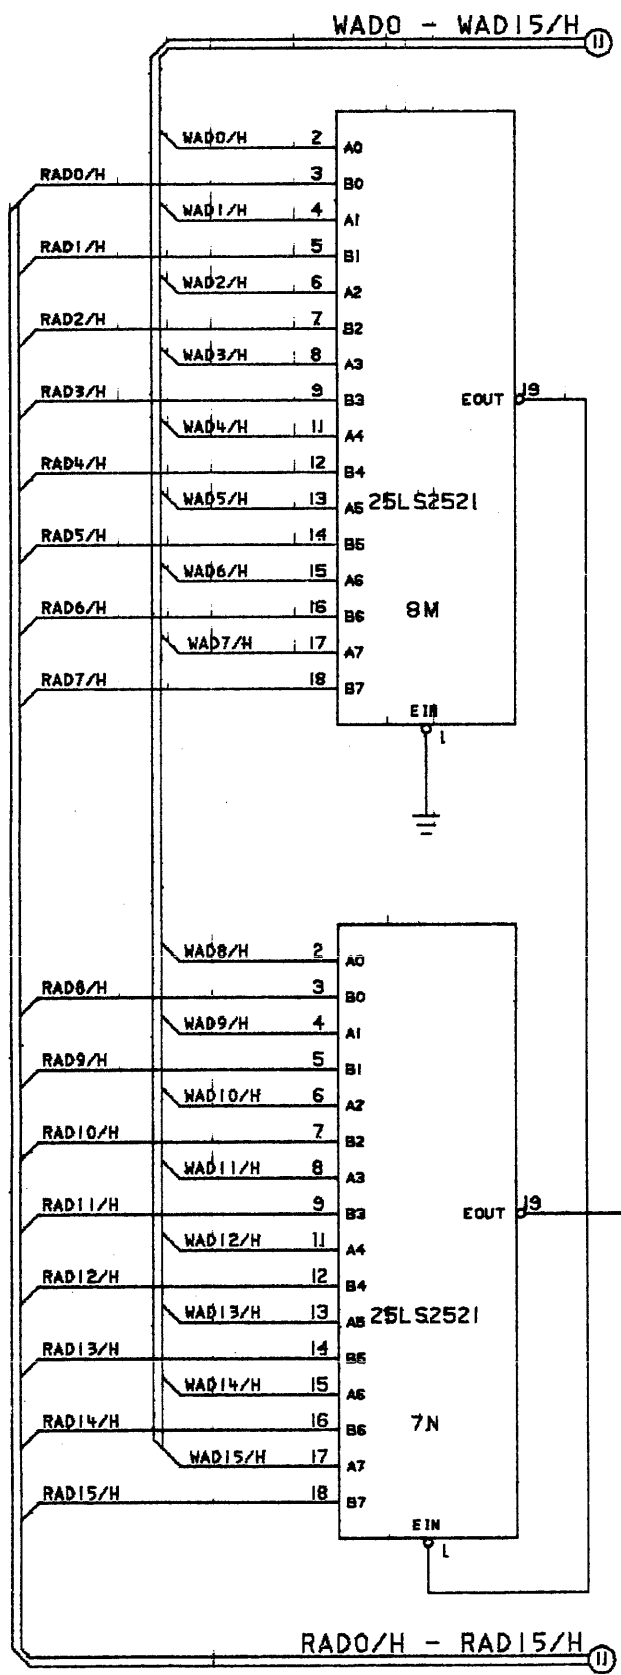 WAD0 - WAD15/H 11
WAD0/H 2 A0
RAD0/H 3 B0
WAD1/H 4 A1
RAD1/H 5 B1
WAD2/H 6 A2
RAD2/H 7 B2
WAD3/H 8 A3
RAD3/H 9 B3 EOUT 19
WAD4/H 11 A4
RAD4/H 12 B4
WAD5/H 13 A5 25LS2521
RAD5/H 14 B5
WAD6/H 15 A6
RAD6/H 16 B6 8M
WAD7/H 17 A7
RAD7/H 18 B7
EIN
1
WAD8/H 2 A0
RAD8/H 3 B0
WAD9/H 4 A1
RAD9/H 5 B1
WAD10/H 6 A2
RAD10/H 7 B2
WAD11/H 8 A3
RAD11/H 9 B3 EOUT 19
WAD12/H 11 A4
RAD12/H 12 B4
WAD13/H 13 A5 25LS2521
RAD13/H 14 B5
WAD14/H 15 A6
RAD14/H 16 B6 7N
WAD15/H 17 A7
RAD15/H 18 B7
EIN
1
RAD0/H - RAD15/H 11